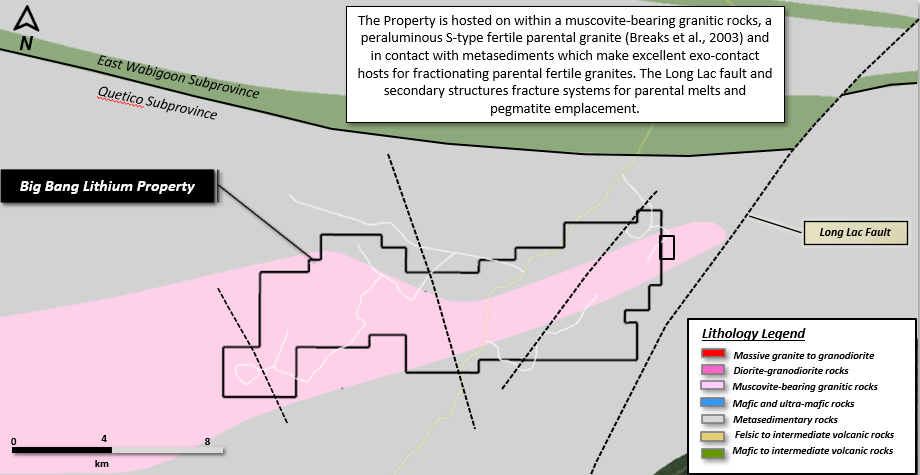 N
The Property is hosted on within a muscovite-bearing granitic rocks, a
peraluminous S-type fertile parental granite (Breaks et al., 2003) and
in contact with metasediments which make excellent exo-contact
hosts for fractionating parental fertile granites. The Long Lac fault and
secondary structures fracture systems for parental melts and
pegmatite emplacement.
East Wabigoon Subprovince
Quetico Subprovince
Big Bang Lithium Property
Long Lac Fault
Lithology Legend
Massive granite to granodiorite
Diorite-granodiorite rocks
Muscovite-bearing granitic rocks
Mafic and ultra-mafic rocks
Metasedimentary rocks
Felsic to intermediate volcanic rocks
Mafic to intermediate volcanic rocks
0 4 8
km